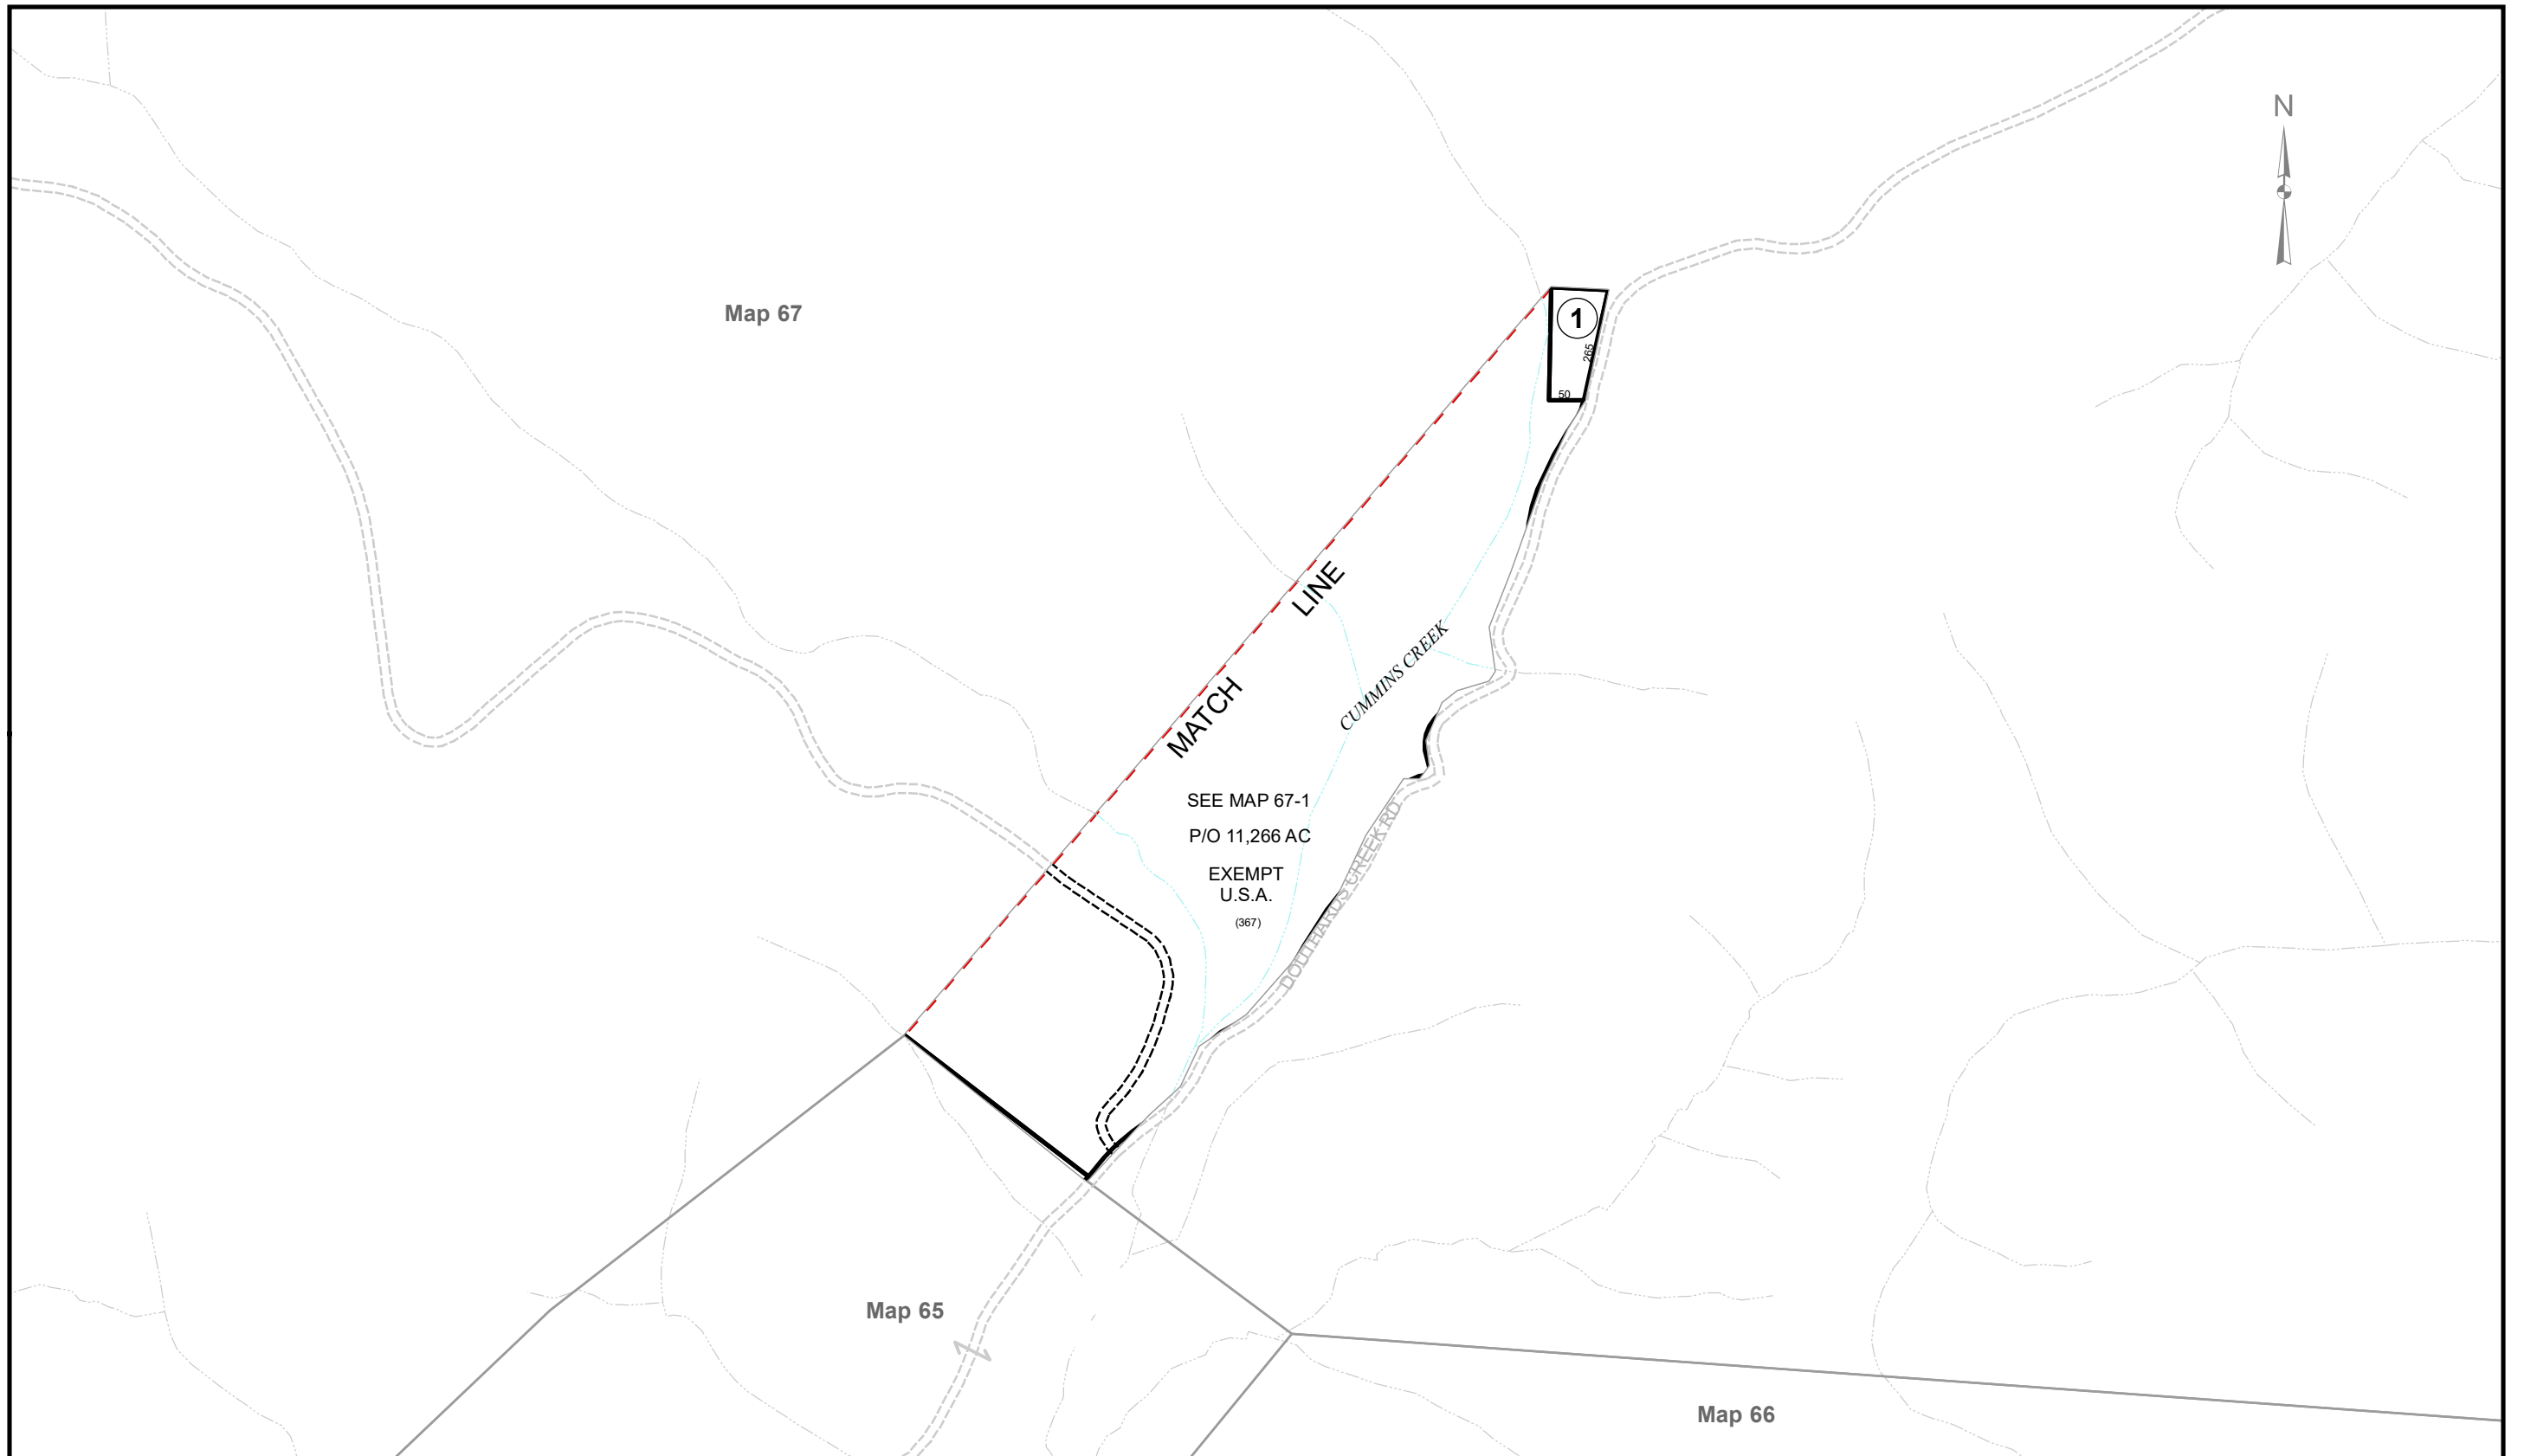 N
Map 67
1
265
50
LINE
MATCH
CUMMINS CREEK
SEE MAP 67-1
P/O 11,266 AC
EXEMPT
U.S.A.
(367)
DOUTHARDS CREEK RD
Map 65
Z
Map 66